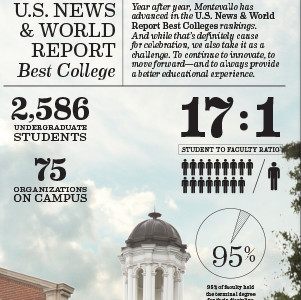 U.S. NEWS
& WORLD
REPORT
Best College
Year after year, Montevallo has
advanced in the U.S. News & World
Report Best Colleges rankings.
And while that's definitely cause
for celebration, we also take it as a
challenge. To continue to innovate, to
move forward—and to always provide
a better educational experience.
2,586
UNDERGRADUATE
STUDENTS
75
ORGANIZATIONS
ON CAMPUS
17:1
STUDENT TO FACULTY RATIO
95%
95% of faculty hold
the terminal degree